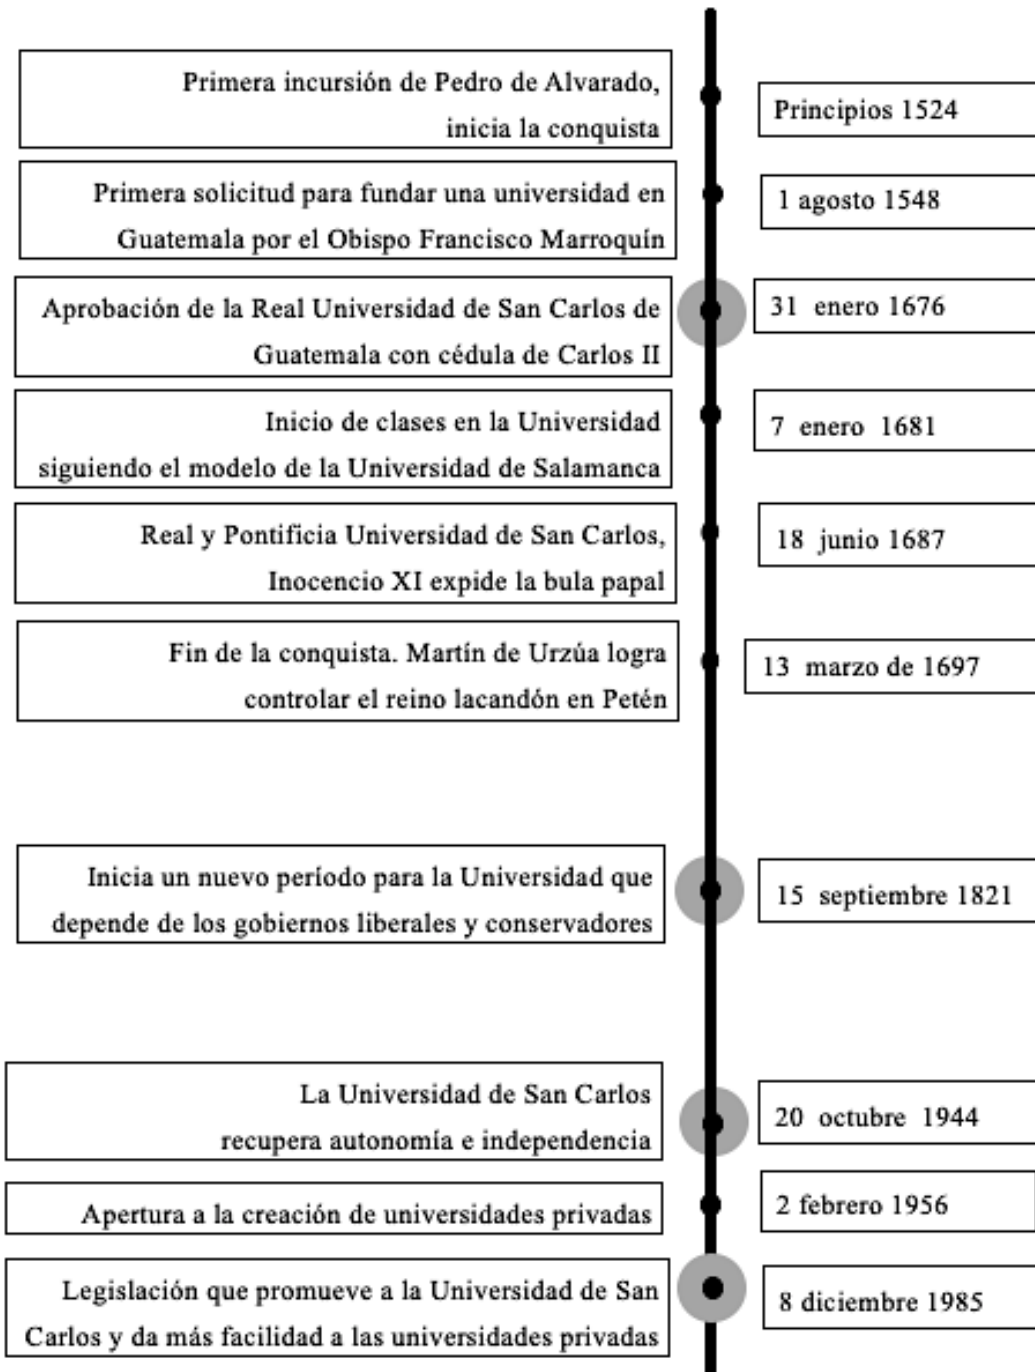 Primera incursión de Pedro de Alvarado,
inicia la conquista
Principios 1524
Primera solicitud para fundar una universidad en
Guatemala por el Obispo Francisco Marroquín
1 agosto 1548
Aprobación de la Real Universidad de San Carlos de
Guatemala con cédula de Carlos II
31 enero 1676
Inicio de clases en la Universidad
siguiendo el modelo de la Universidad de Salamanca
7 enero 1681
Real y Pontificia Universidad de San Carlos,
Inocencio XI expide la bula papal
18 junio 1687
Fin de la conquista. Martín de Urzúa logra
controlar el reino lacandón en Petén
13 marzo de 1697
Inicia un nuevo período para la Universidad que
depende de los gobiernos liberales y conservadores
15 septiembre 1821
La Universidad de San Carlos
recupera autonomía e independencia
20 octubre 1944
Apertura a la creación de universidades privadas
2 febrero 1956
Legislación que promueve a la Universidad de San
Carlos y da más facilidad a las universidades privadas
8 diciembre 1985